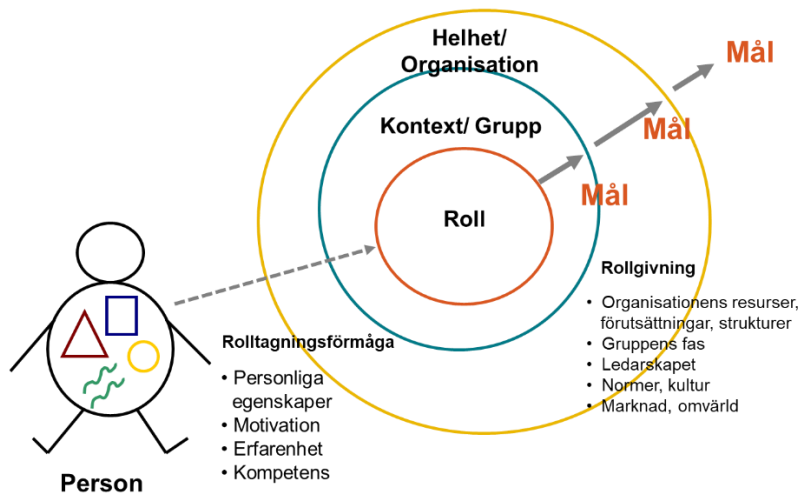 Helhet/
Organisation
Mål
Kontext/ Grupp
Mål
Mål
Roll
Rollgivning
• Organisationens resurser,
förutsättningar, strukturer
• Gruppens fas
• Ledarskapet
• Normer, kultur
• Marknad, omvärld
Rolltagningsförmåga
• Personliga
egenskaper
• Motivation
• Erfarenhet
• Kompetens
Person